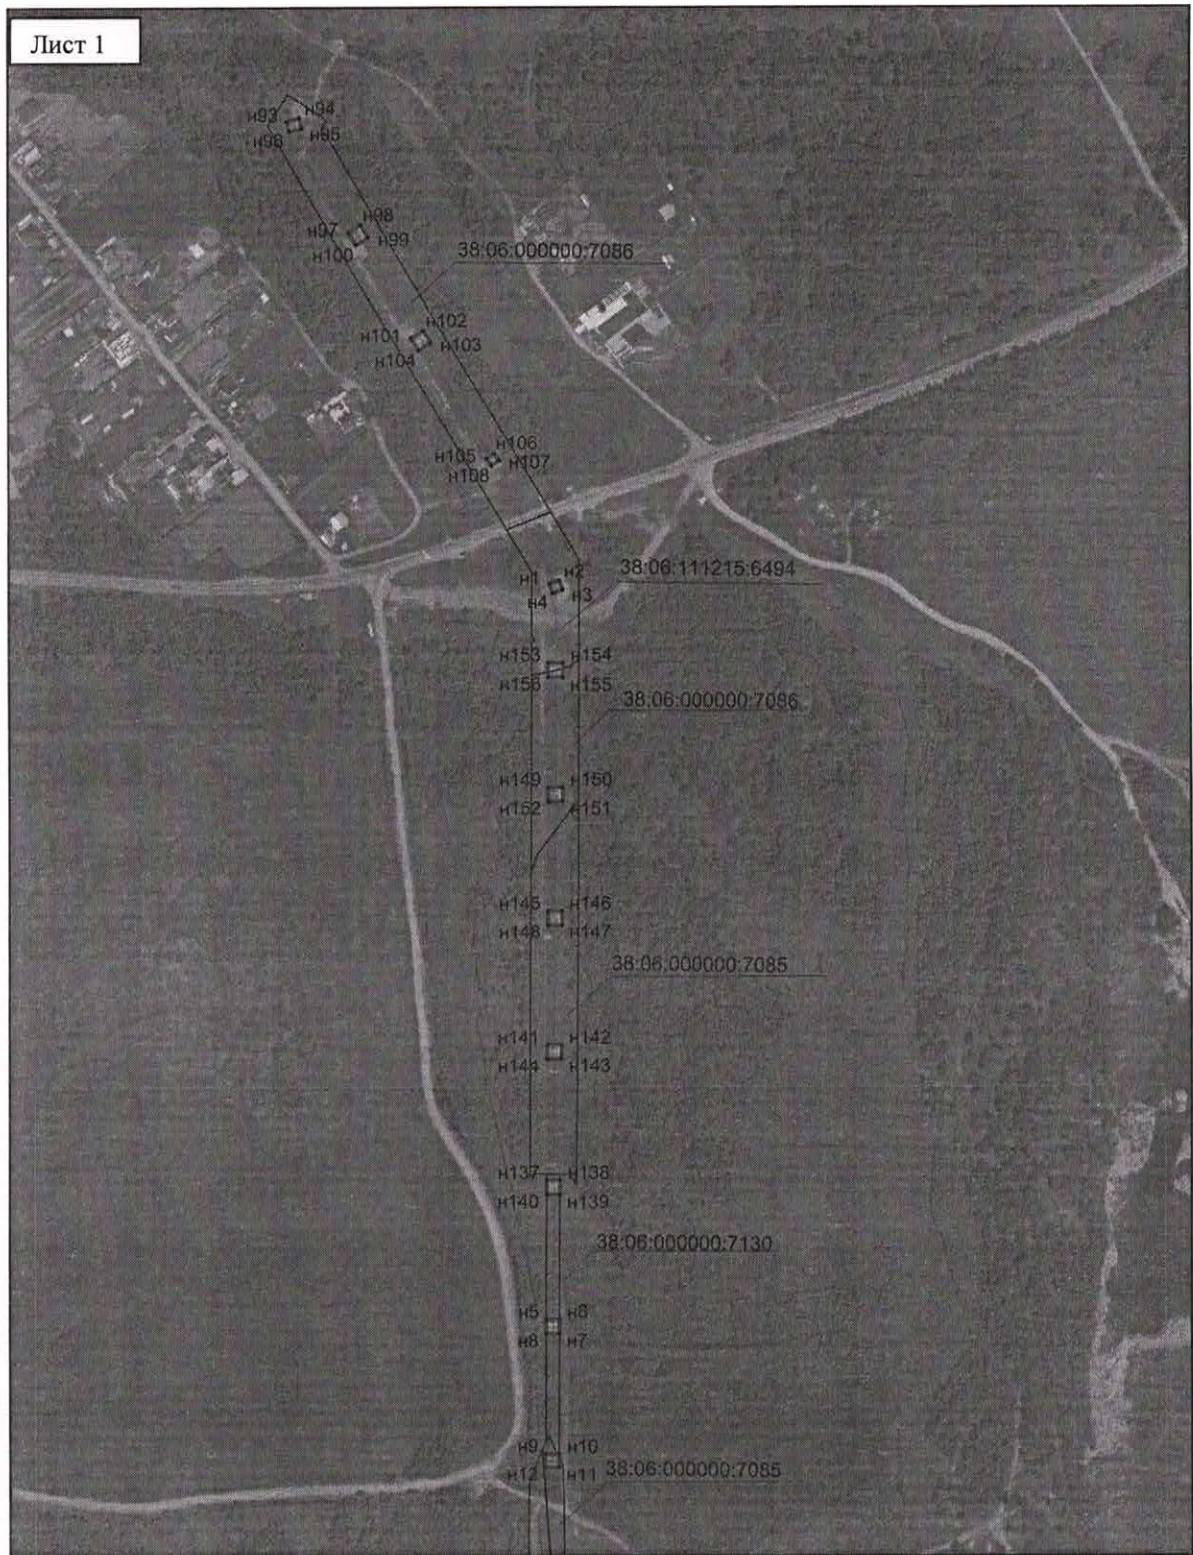 Лист 1
н93 н94
н96 н95
н98
н97
н99
н100
38:06:000000:7086
н102
н101
н103
н104
н106
н105
н107
н108
н1 н2
н4 н3
38:06:111215:6494
н153 н154
н156 н155
38:06:000000:7086
н149 н150
н152 н151
н145 н146
н148 н147
38:06:000000:7085
н141 н142
н144 н143
н137 н138
н140 н139
38:06:000000:7130
н5 н6
н8 н7
н9 н10
н12 н11
38:06:000000:7085